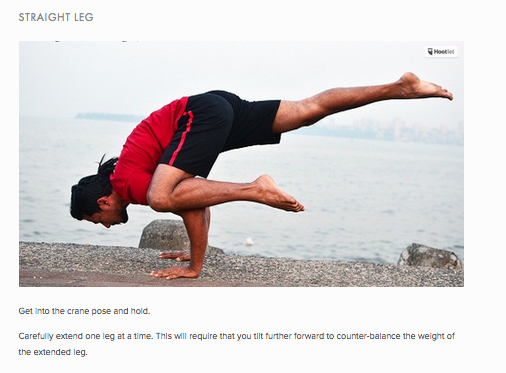 STRAIGHT LEG
Hootlet
Get into the crane pose and hold.
Carefully extend one leg at a time. This will require that you tilt further forward to counter-balance the weight of
the extended leg.